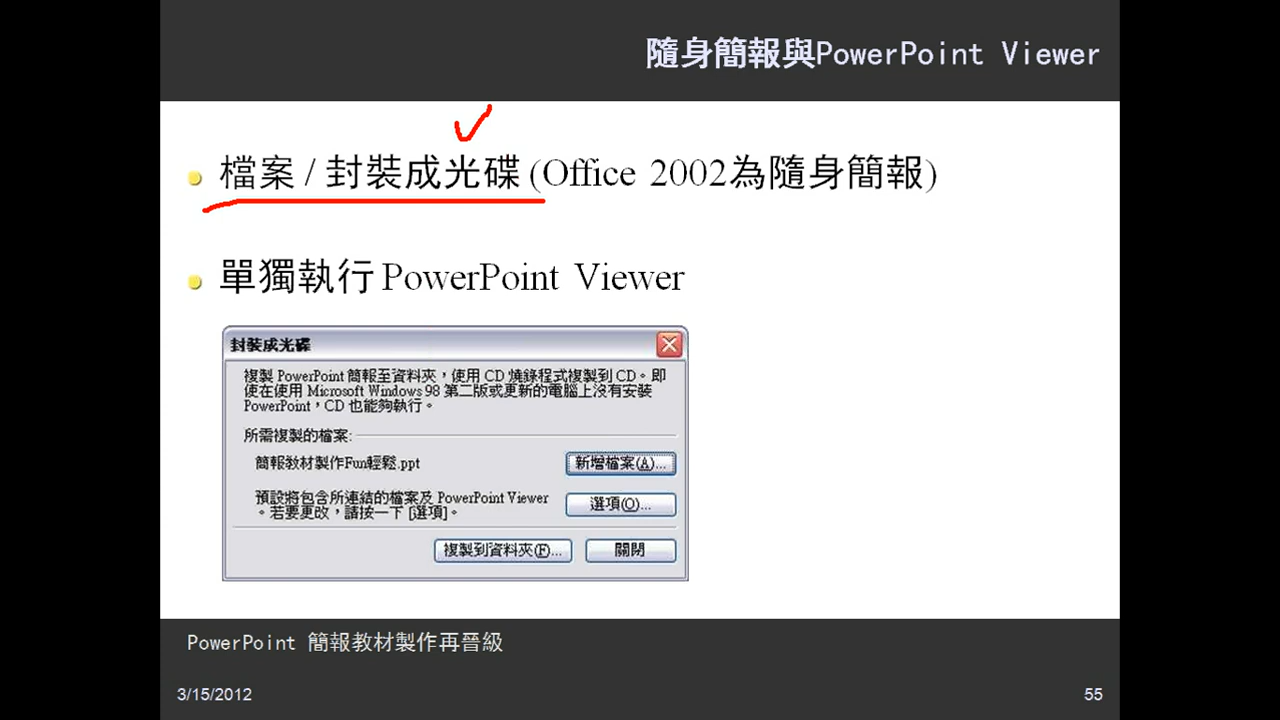 隨身簡報與PowerPoint Viewer
檔案 / 封裝成光碟 (Office 2002為隨身簡報)
單獨執行 PowerPoint Viewer
封裝成光碟
複製 PowerPoint 簡報至資料夾，使用 CD 燒錄程式複製到 CD。即
使在使用 Microsoft Windows 98 第二版或更新的電腦上沒有安裝
PowerPoint，CD 也能夠執行。
所需複製的檔案:
簡報教材製作Fun輕鬆.ppt
新增檔案(A)...
預設將包含所連結的檔案及 PowerPoint Viewer
。若要更改，請按一下 [選項]。
選項(O)...
複製到資料夾(F)...
關閉
PowerPoint 簡報教材製作再晉級
3/15/2012
55